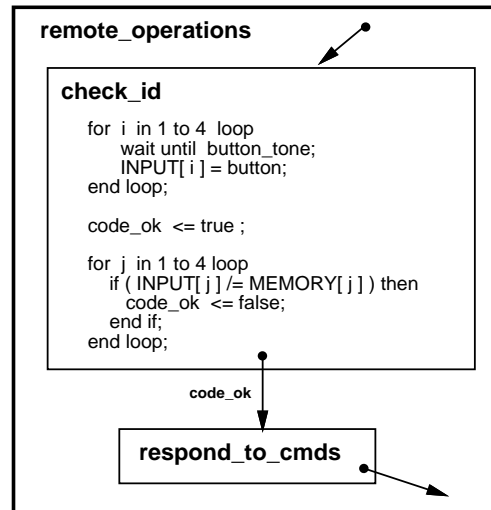 remote_operations
check_id
for i in 1 to 4 loop
wait until button_tone;
INPUT[ i ] = button;
end loop;
code_ok <= true ;
for j in 1 to 4 loop
if ( INPUT[ j ] /= MEMORY[ j ] ) then
code_ok <= false;
end if;
end loop;
code_ok
respond_to_cmds